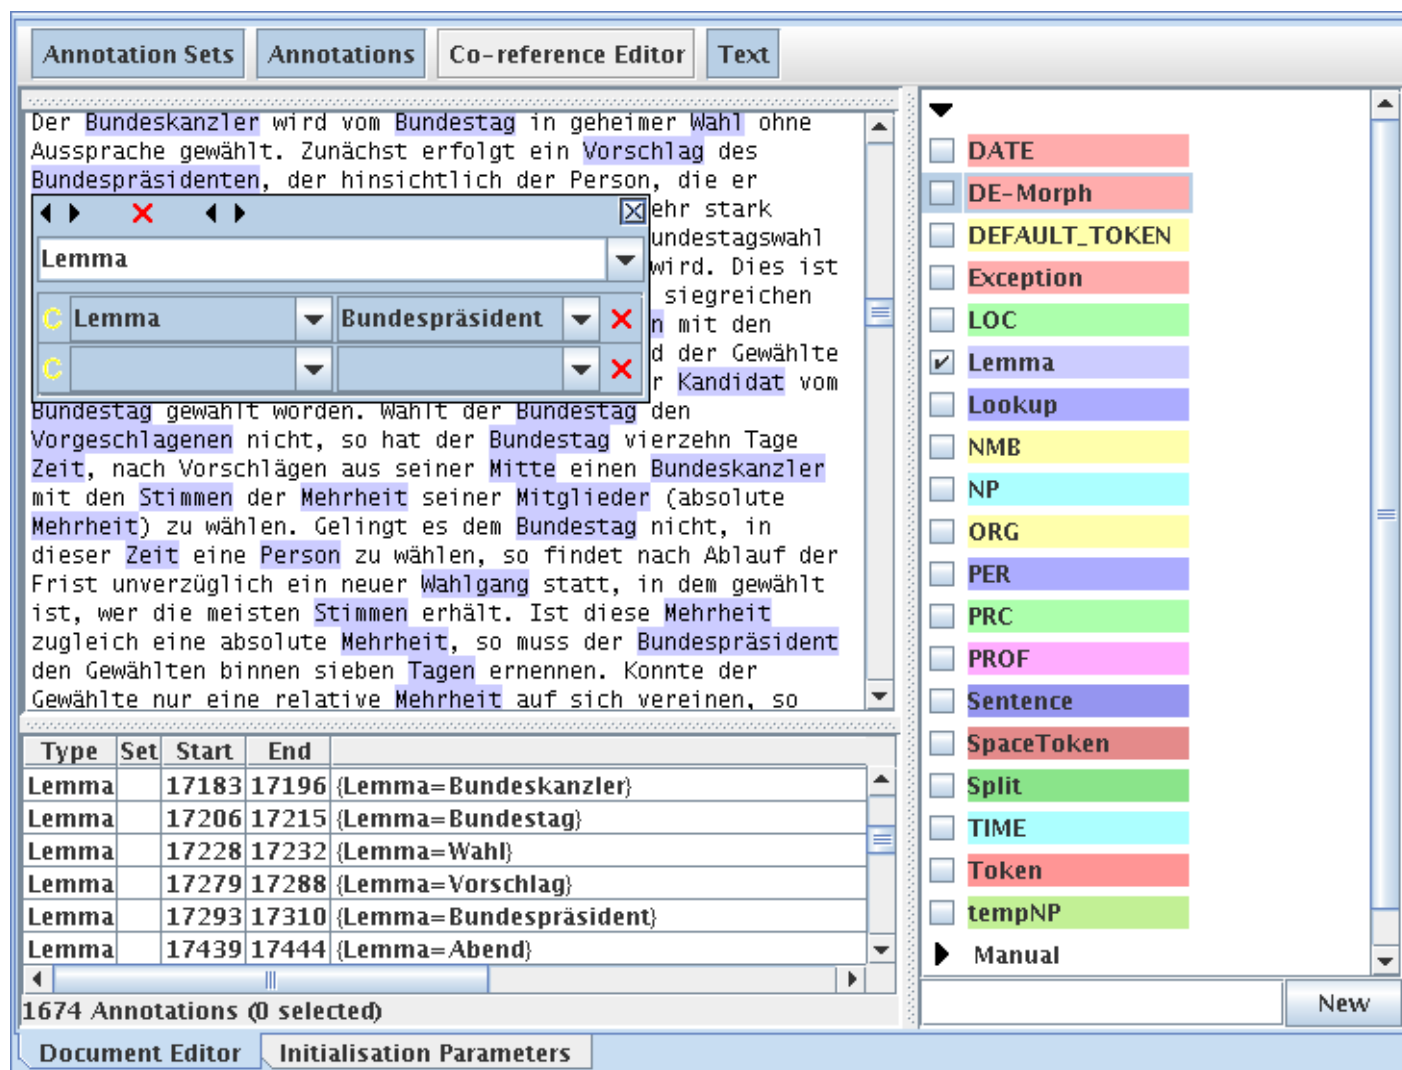 Annotation Sets Annotations Co-reference Editor Text
Der Bundeskanzler wird vom Bundestag in geheimer Wahl ohne
Aussprache gewählt. Zunächst erfolgt ein Vorschlag des
Bundespräsidenten, der hinsichtlich der Person, die er
ehr stark
undestagswahl
Lemma
wird. Dies ist
siegreichen
Lemma Bundespräsident
n mit den
d der Gewählte
r Kandidat vom
Bundestag gewählt worden. Wählt der Bundestag den
Vorgeschlagenen nicht, so hat der Bundestag vierzehn Tage
Zeit, nach Vorschlägen aus seiner Mitte einen Bundeskanzler
mit den Stimmen der Mehrheit seiner Mitglieder (absolute
Mehrheit) zu wählen. Gelingt es dem Bundestag nicht, in
dieser Zeit eine Person zu wählen, so findet nach Ablauf der
Frist unverzüglich ein neuer Wahlgang statt, in dem gewählt
ist, wer die meisten Stimmen erhält. Ist diese Mehrheit
zugleich eine absolute Mehrheit, so muss der Bundespräsident
den Gewählten binnen sieben Tagen ernennen. Konnte der
Gewählte nur eine relative Mehrheit auf sich vereinen, so
Type Set Start End
Lemma 17183 17196 {Lemma=Bundeskanzler}
Lemma 17206 17215 {Lemma=Bundestag}
Lemma 17228 17232 {Lemma=Wahl}
Lemma 17279 17288 {Lemma=Vorschlag}
Lemma 17293 17310 {Lemma=Bundespräsident}
Lemma 17439 17444 {Lemma=Abend}
1674 Annotations (0 selected)
DATE
DE-Morph
DEFAULT_TOKEN
Exception
LOC
Lemma
Lookup
NMB
NP
ORG
PER
PRC
PROF
Sentence
SpaceToken
Split
TIME
Token
tempNP
Manual
New
Document Editor Initialisation Parameters